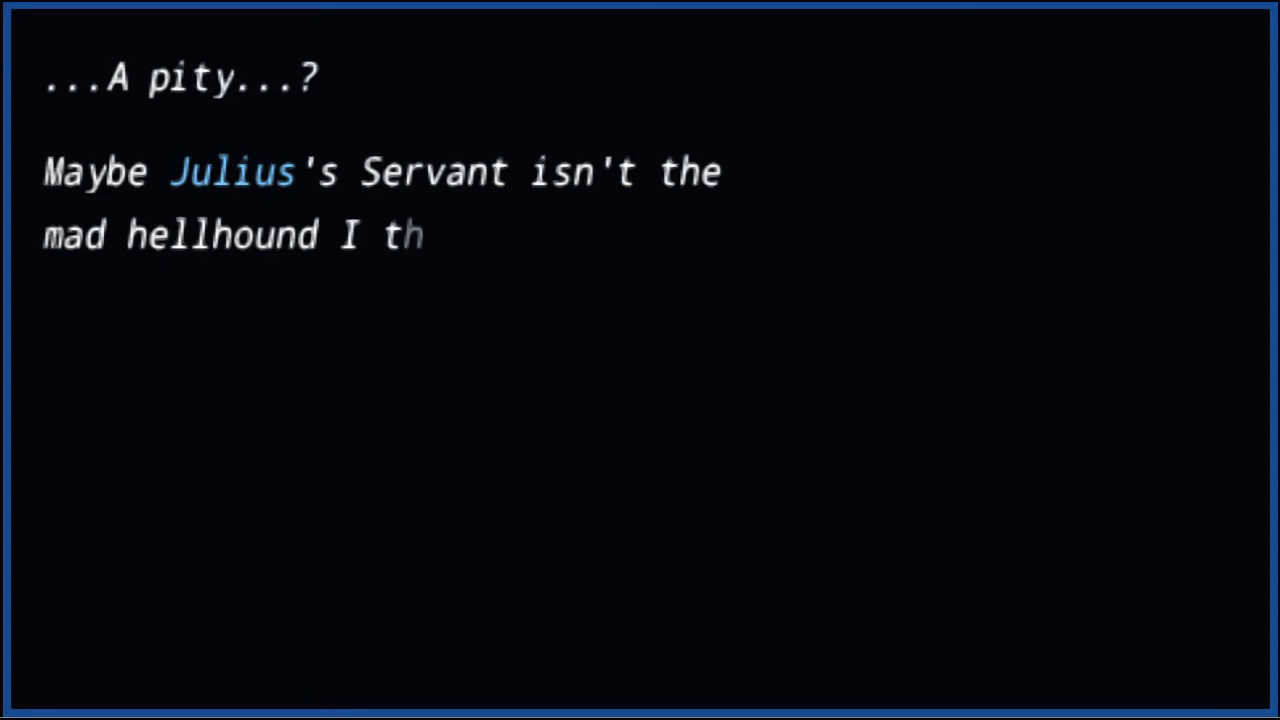 ...A pity...?
Maybe Julius's Servant isn't the
mad hellhound I th